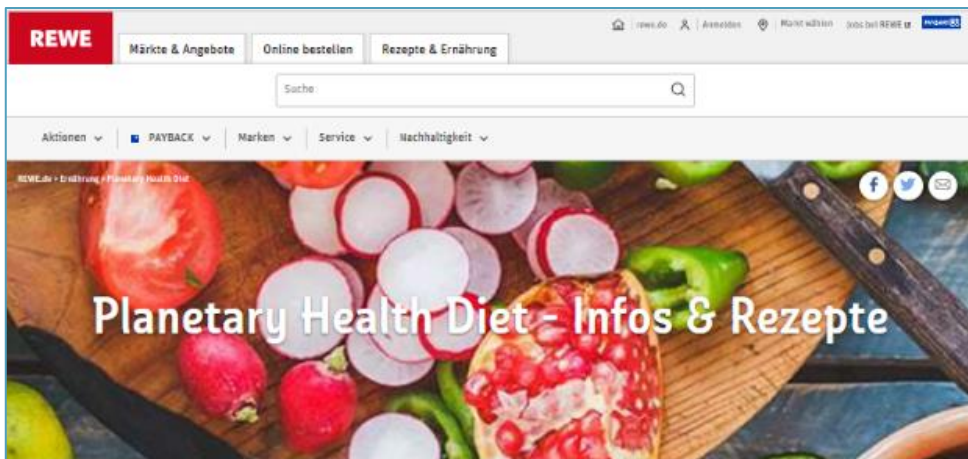 rewe.de Anmelden Markt wählen Jobs bei REWE
REWE
Märkte & Angebote Online bestellen Rezepte & Ernährung
Suche
Aktionen PAYBACK Marken Service Nachhaltigkeit
REWE.de > Ernährung > Planetary Health Diet
Planetary Health Diet - Infos & Rezepte